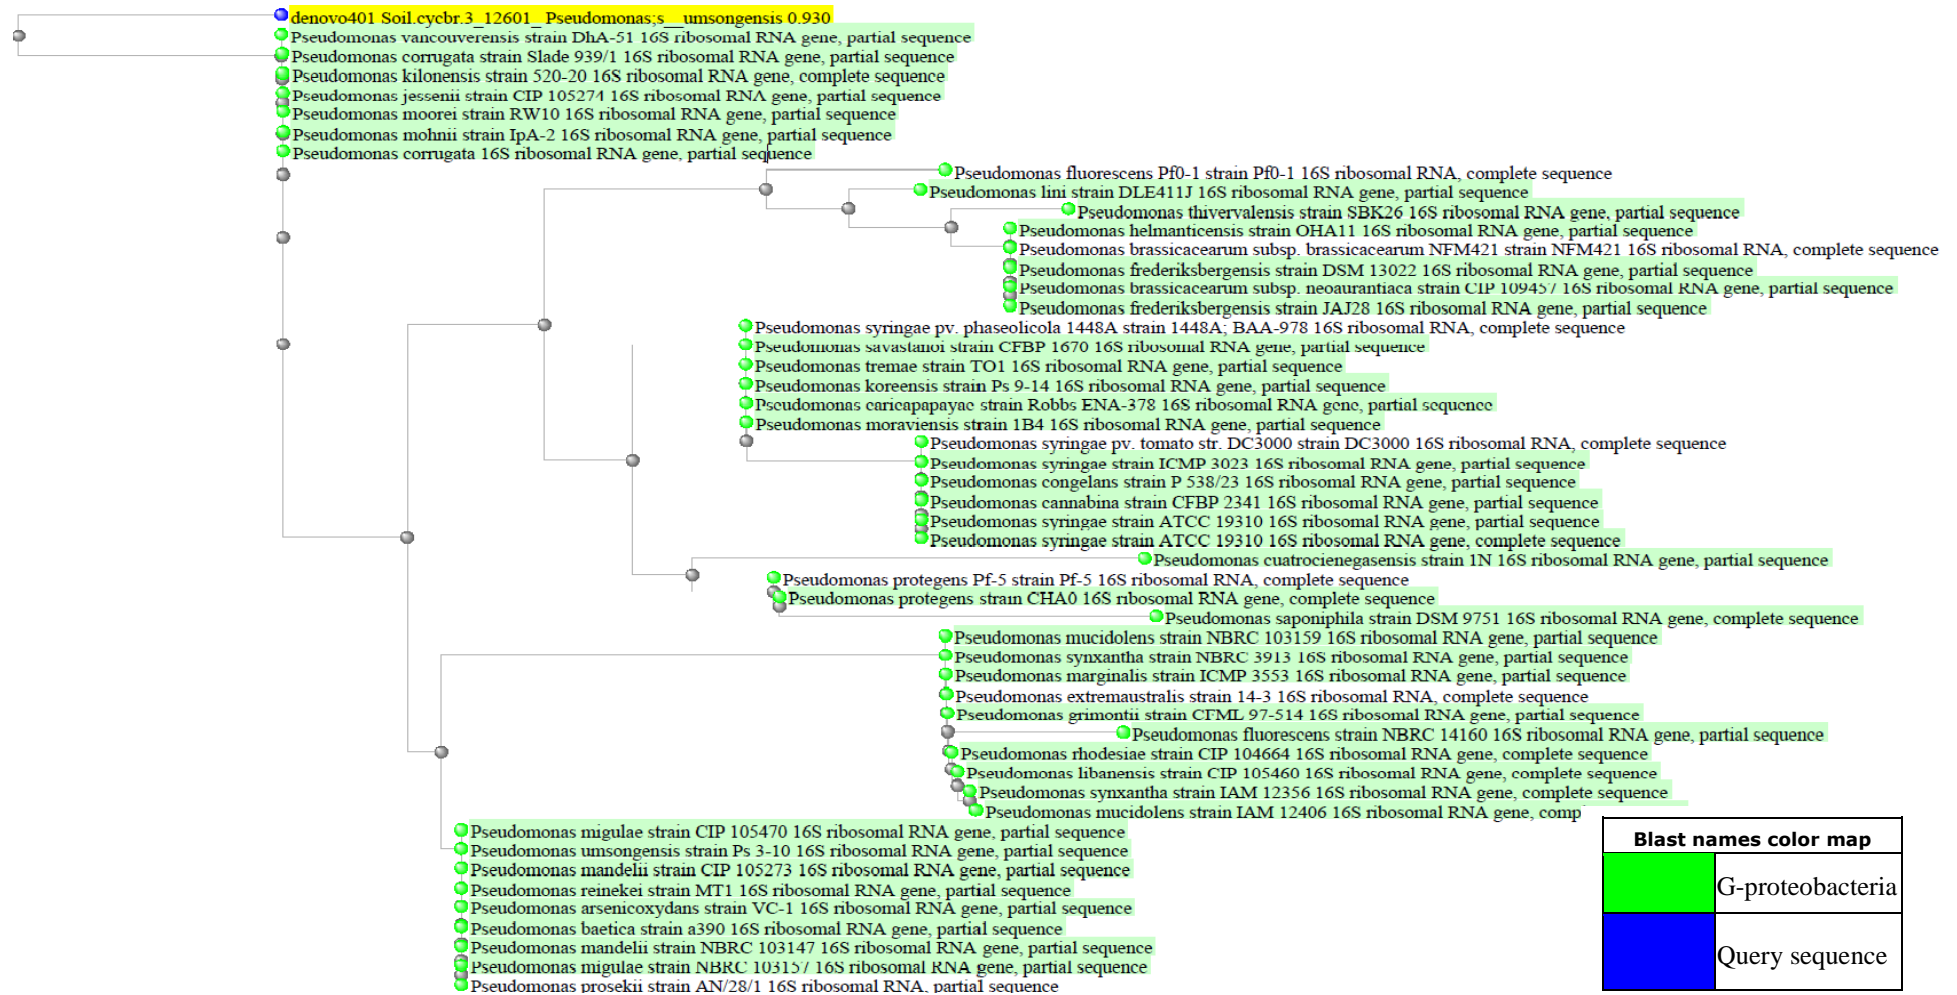 denovo401 Soil.cycbr.3_12601_ Pseudomonas;s__umsongensis 0.930
Pseudomonas vancouverensis strain DhA-51 16S ribosomal RNA gene, partial sequence
Pseudomonas corrugata strain Slade 939/1 16S ribosomal RNA gene, partial sequence
Pseudomonas kilonensis strain 520-20 16S ribosomal RNA gene, complete sequence
Pseudomonas jessenii strain CIP 105274 16S ribosomal RNA gene, partial sequence
Pseudomonas moorei strain RW10 16S ribosomal RNA gene, partial sequence
Pseudomonas mohnii strain IpA-2 16S ribosomal RNA gene, partial sequence
Pseudomonas corrugata 16S ribosomal RNA gene, partial sequence
Pseudomonas fluorescens Pf0-1 strain Pf0-1 16S ribosomal RNA, complete sequence
Pseudomonas lini strain DLE411J 16S ribosomal RNA gene, partial sequence
Pseudomonas thivervalensis strain SBK26 16S ribosomal RNA gene, partial sequence
Pseudomonas helmanticensis strain OHA11 16S ribosomal RNA gene, partial sequence
Pseudomonas brassicacearum subsp. brassicacearum NFM421 strain NFM421 16S ribosomal RNA, complete sequence
Pseudomonas frederiksbergensis strain DSM 13022 16S ribosomal RNA gene, partial sequence
Pseudomonas brassicacearum subsp. neoaurantiaca strain CIP 109457 16S ribosomal RNA gene, partial sequence
Pseudomonas frederiksbergensis strain JAJ28 16S ribosomal RNA gene, partial sequence
Pseudomonas syringae pv. phaseolicola 1448A strain 1448A; BAA-978 16S ribosomal RNA, complete sequence
Pseudomonas savastanoi strain CFBP 1670 16S ribosomal RNA gene, partial sequence
Pseudomonas tremae strain TO1 16S ribosomal RNA gene, partial sequence
Pseudomonas koreensis strain Ps 9-14 16S ribosomal RNA gene, partial sequence
Pseudomonas caricapapayae strain Robbs ENA-378 16S ribosomal RNA gene, partial sequence
Pseudomonas moraviensis strain 1B4 16S ribosomal RNA gene, partial sequence
Pseudomonas syringae pv. tomato str. DC3000 strain DC3000 16S ribosomal RNA, complete sequence
Pseudomonas syringae strain ICMP 3023 16S ribosomal RNA gene, partial sequence
Pseudomonas congelans strain P 538/23 16S ribosomal RNA gene, partial sequence
Pseudomonas cannabina strain CFBP 2341 16S ribosomal RNA gene, partial sequence
Pseudomonas syringae strain ATCC 19310 16S ribosomal RNA gene, partial sequence
Pseudomonas syringae strain ATCC 19310 16S ribosomal RNA gene, complete sequence
Pseudomonas cuatrocienegasensis strain 1N 16S ribosomal RNA gene, partial sequence
Pseudomonas protegens Pf-5 strain Pf-5 16S ribosomal RNA, complete sequence
Pseudomonas protegens strain CHA0 16S ribosomal RNA gene, complete sequence
Pseudomonas saponiphila strain DSM 9751 16S ribosomal RNA gene, complete sequence
Pseudomonas mucidolens strain NBRC 103159 16S ribosomal RNA gene, partial sequence
Pseudomonas synxantha strain NBRC 3913 16S ribosomal RNA gene, partial sequence
Pseudomonas marginalis strain ICMP 3553 16S ribosomal RNA gene, partial sequence
Pseudomonas extremaustralis strain 14-3 16S ribosomal RNA, complete sequence
Pseudomonas grimontii strain CFML 97-514 16S ribosomal RNA gene, partial sequence
Pseudomonas fluorescens strain NBRC 14160 16S ribosomal RNA gene, partial sequence
Pseudomonas rhodesiae strain CIP 104664 16S ribosomal RNA gene, complete sequence
Pseudomonas libanensis strain CIP 105460 16S ribosomal RNA gene, complete sequence
Pseudomonas synxantha strain IAM 12356 16S ribosomal RNA gene, complete sequence
Pseudomonas mucidolens strain IAM 12406 16S ribosomal RNA gene, comp
Pseudomonas migulae strain CIP 105470 16S ribosomal RNA gene, partial sequence
Pseudomonas umsongensis strain Ps 3-10 16S ribosomal RNA gene, partial sequence
Pseudomonas mandelii strain CIP 105273 16S ribosomal RNA gene, partial sequence
Pseudomonas reinekei strain MT1 16S ribosomal RNA gene, partial sequence
Pseudomonas arsenicoxydans strain VC-1 16S ribosomal RNA gene, partial sequence
Pseudomonas baetica strain a390 16S ribosomal RNA gene, partial sequence
Pseudomonas mandelii strain NBRC 103147 16S ribosomal RNA gene, partial sequence
Pseudomonas migulae strain NBRC 103157 16S ribosomal RNA gene, partial sequence
Pseudomonas prosekii strain AN/28/1 16S ribosomal RNA, partial sequence
Blast names color map
G-proteobacteria
Query sequence